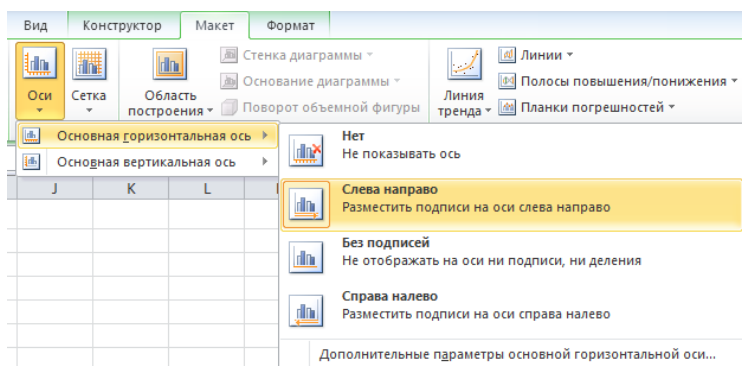 Вид Конструктор Макет Формат
Оси
Сетка
Область построения
Стенка диаграммы
Основание диаграммы
Поворот объемной фигуры
Линия тренда
Линии
Полосы повышения/понижения
Планки погрешностей
Основная горизонтальная ось
Основная вертикальная ось
J K L
Нет
Не показывать ось
Слева направо
Разместить подписи на оси слева направо
Без подписей
Не отображать на оси ни подписи, ни деления
Справа налево
Разместить подписи на оси справа налево
Дополнительные параметры основной горизонтальной оси...